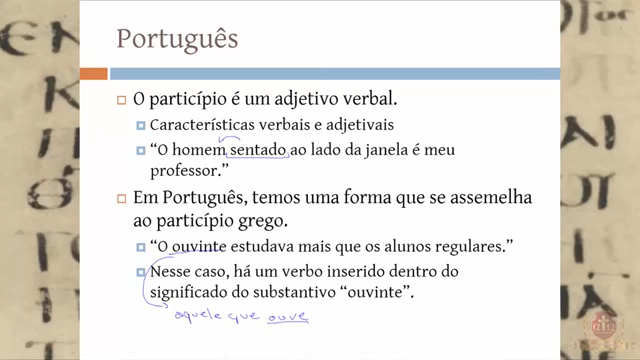 Português
O particípio é um adjetivo verbal.
Características verbais e adjetivais
"O homem sentado ao lado da janela é meu
professor."
Em Português, temos uma forma que se assemelha
ao particípio grego.
"O ouvinte estudava mais que os alunos regulares."
Nesse caso, há um verbo inserido dentro do
significado do substantivo "ouvinte".
aquele que ouve